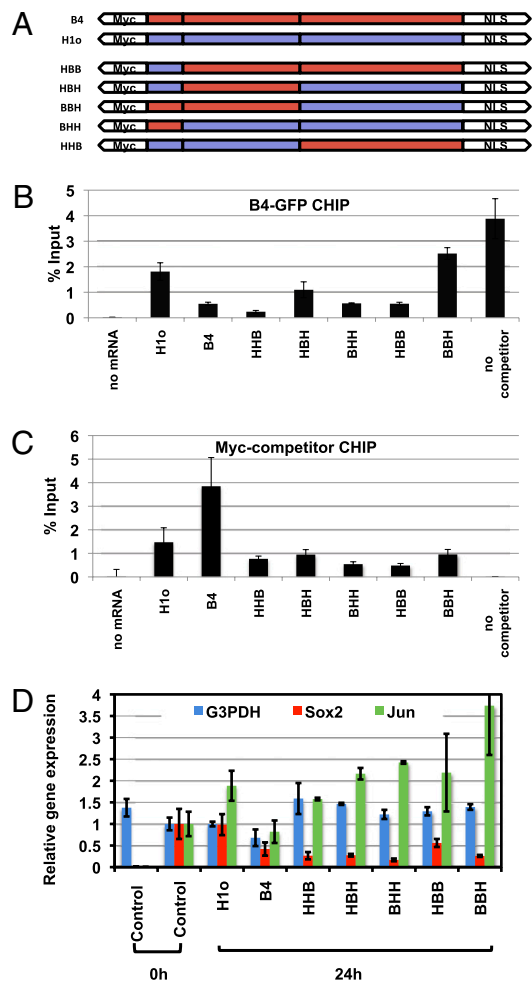 A
B4 Myc NLS
H1o Myc NLS
HBB Myc NLS
HBH Myc NLS
BBH Myc NLS
BHH Myc NLS
HHB Myc NLS
B
B4-GFP CHIP
% Input
5
4
3
2
1
0
no mRNA
H1o
B4
HHB
HBH
BHH
HBB
BBH
no competitor
C
Myc-competitor CHIP
% Input
6
5
4
3
2
1
0
no mRNA
H1o
B4
HHB
HBH
BHH
HBB
BBH
no competitor
D
Relative gene expression
4
3.5
3
2.5
2
1.5
1
0.5
0
G3PDH Sox2 Jun
Control
Control
H1o
B4
HHB
HBH
BHH
HBB
BBH
0h 24h